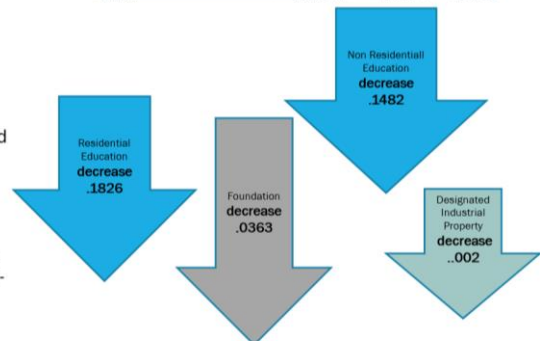 Non Residentiall
Education
decrease
.1482
Residential
Education
decrease
.1826
Foundation
decrease
.0363
Designated
Industrial
Property
decrease
..002